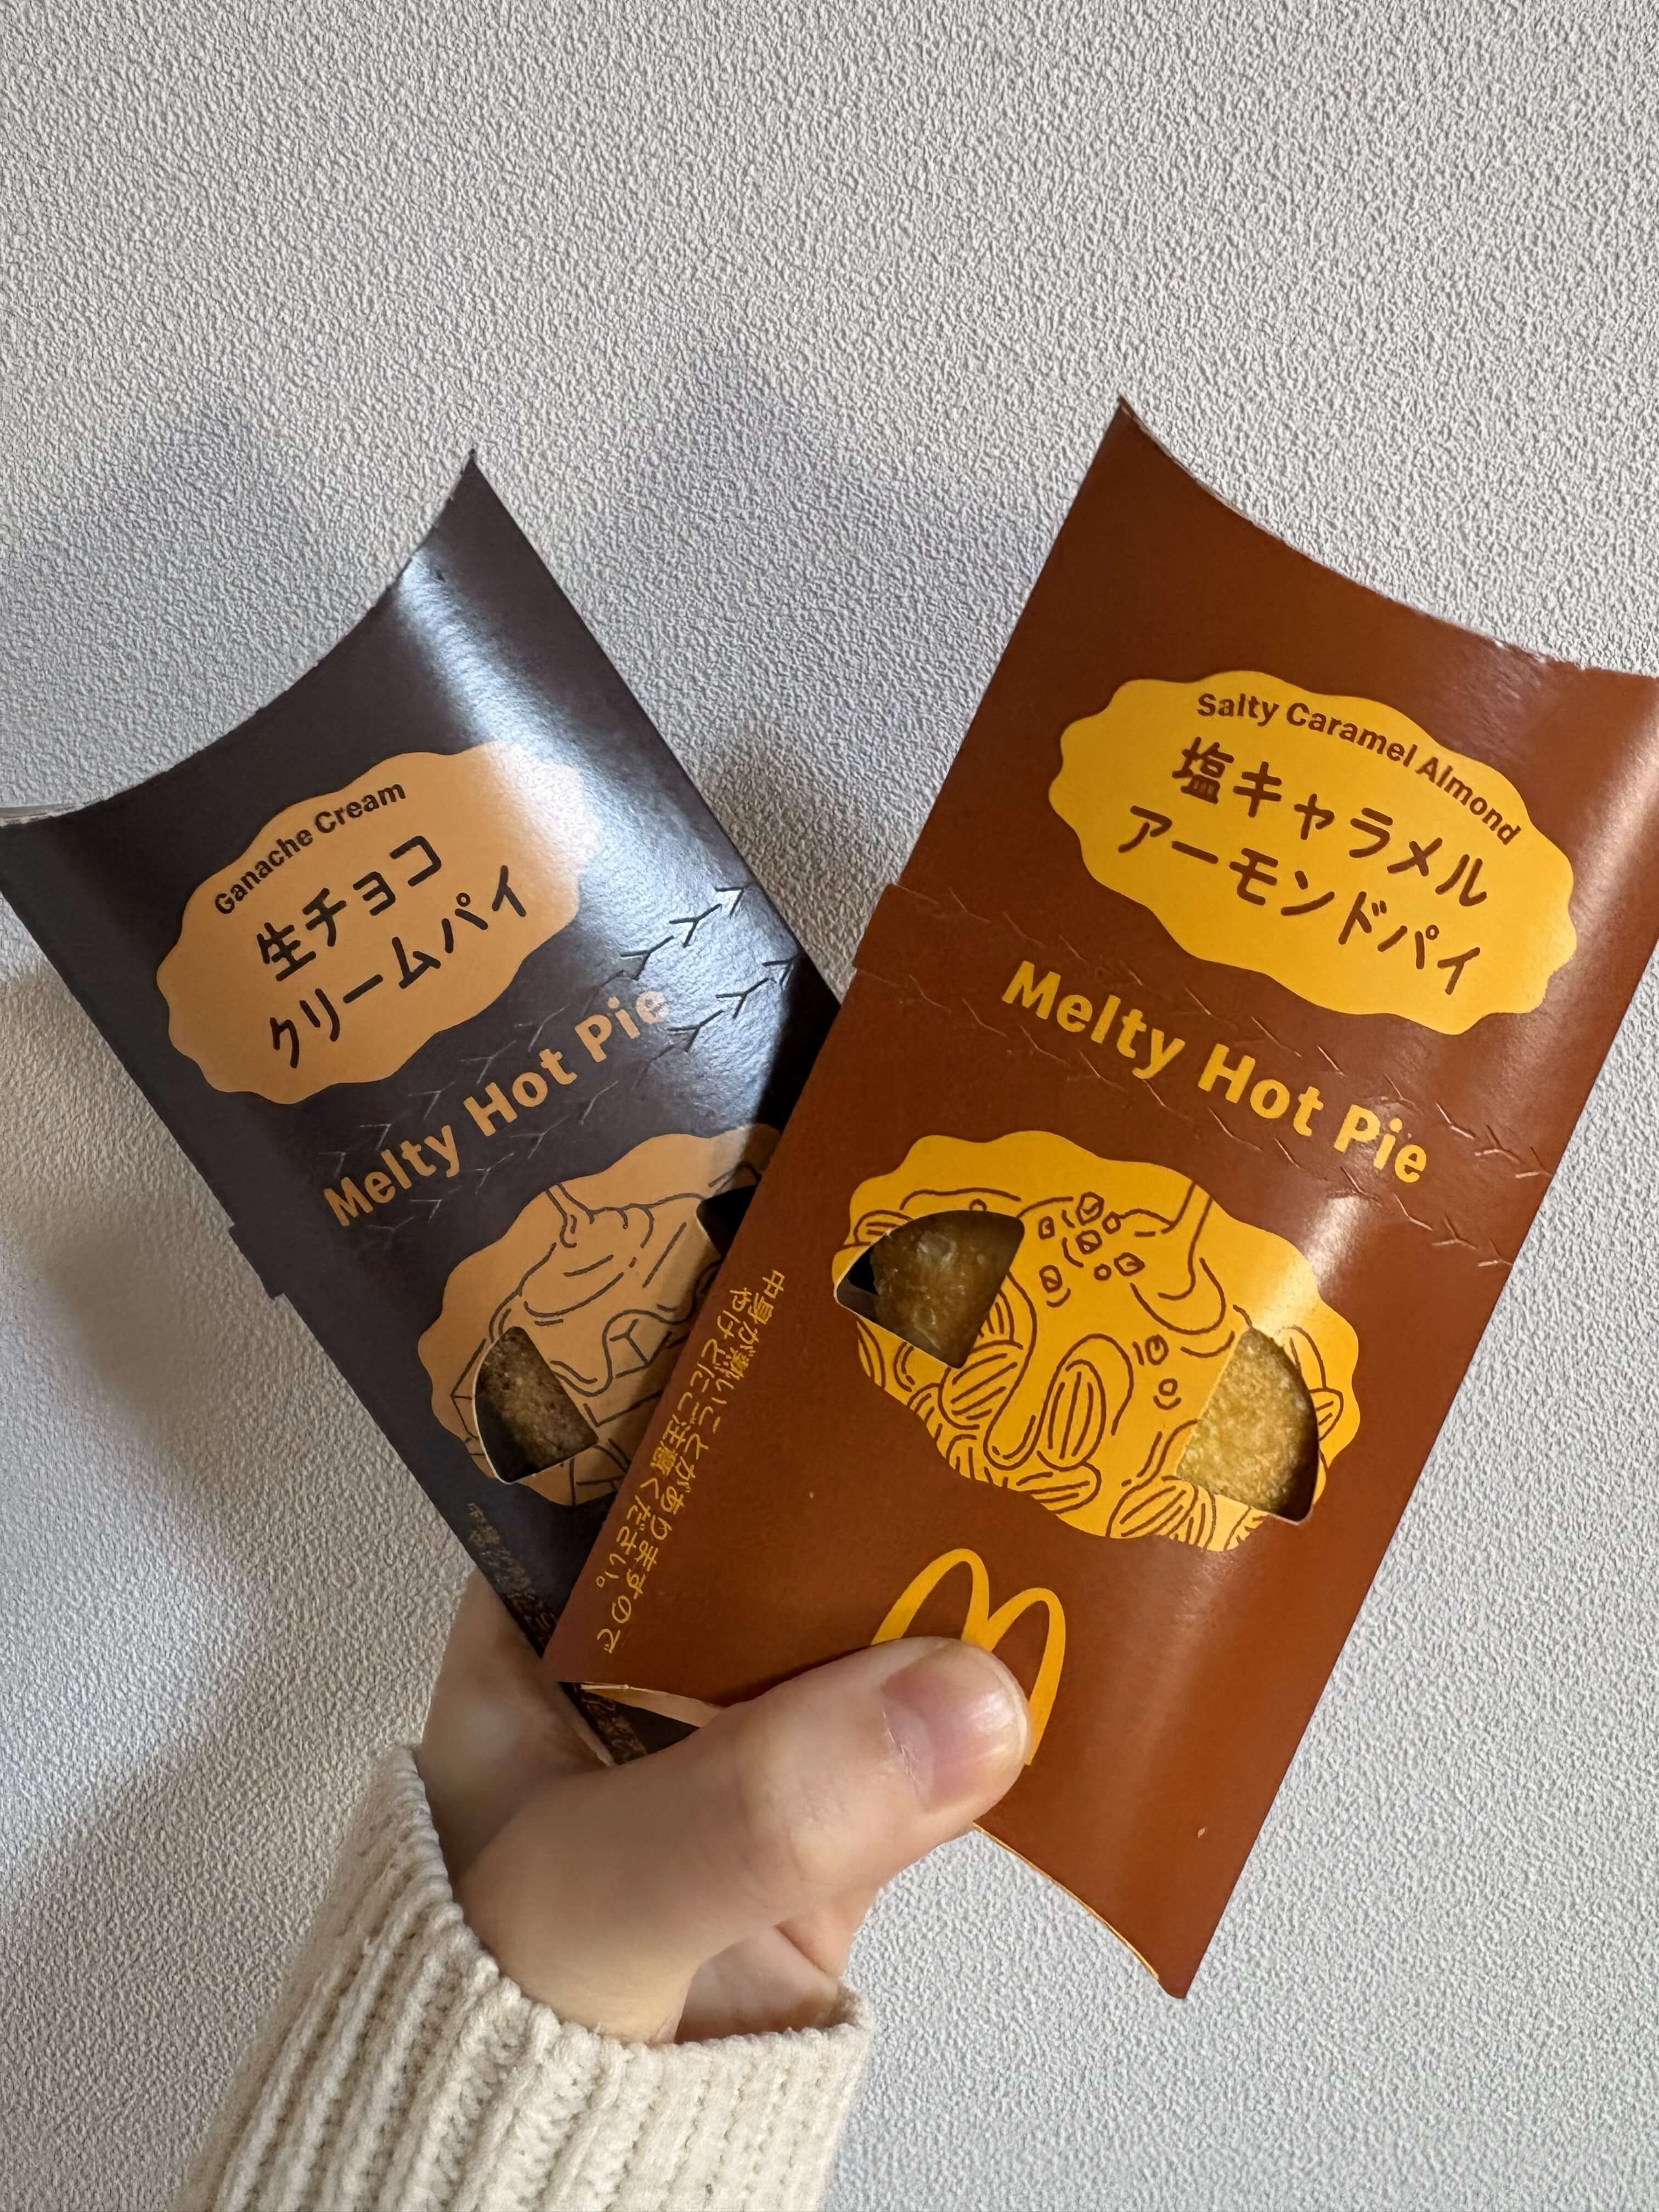 Ganache Cream
生チョコ
クリームパイ
Melty Hot Pie
Salty Caramel Almond
塩キャラメル
アーモンドパイ
Melty Hot Pie
中身が熱いことがありますので
やけどにご注意ください。